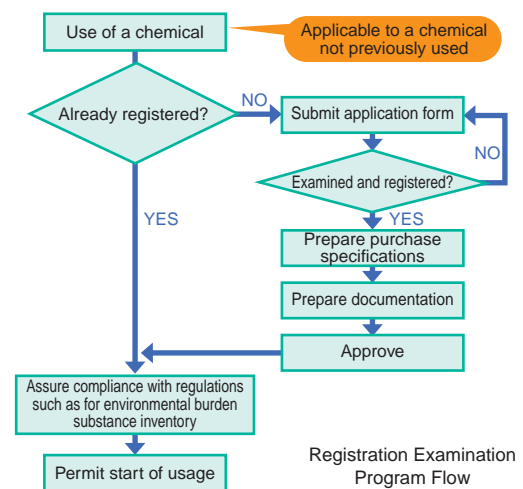 Use of a chemical
Applicable to a chemical
not previously used
Already registered?
NO
Submit application form
NO
Examined and registered?
YES
YES
Prepare purchase
specifications
Prepare documentation
Approve
Assure compliance with regulations
such as for environmental burden
substance inventory
Permit start of usage
Registration Examination
Program Flow